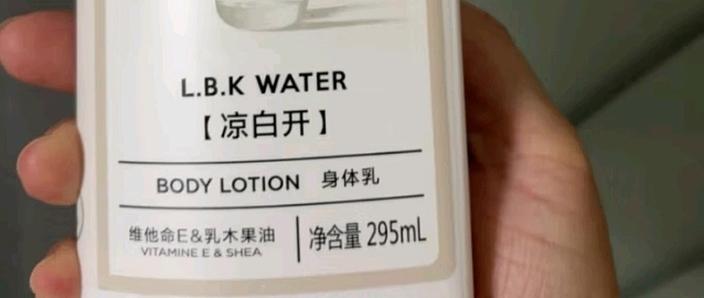 L.B.K WATER
【凉白开】
BODY LOTION 身体乳
维他命E&乳木果油
VITAMINE E & SHEA
净含量 295mL